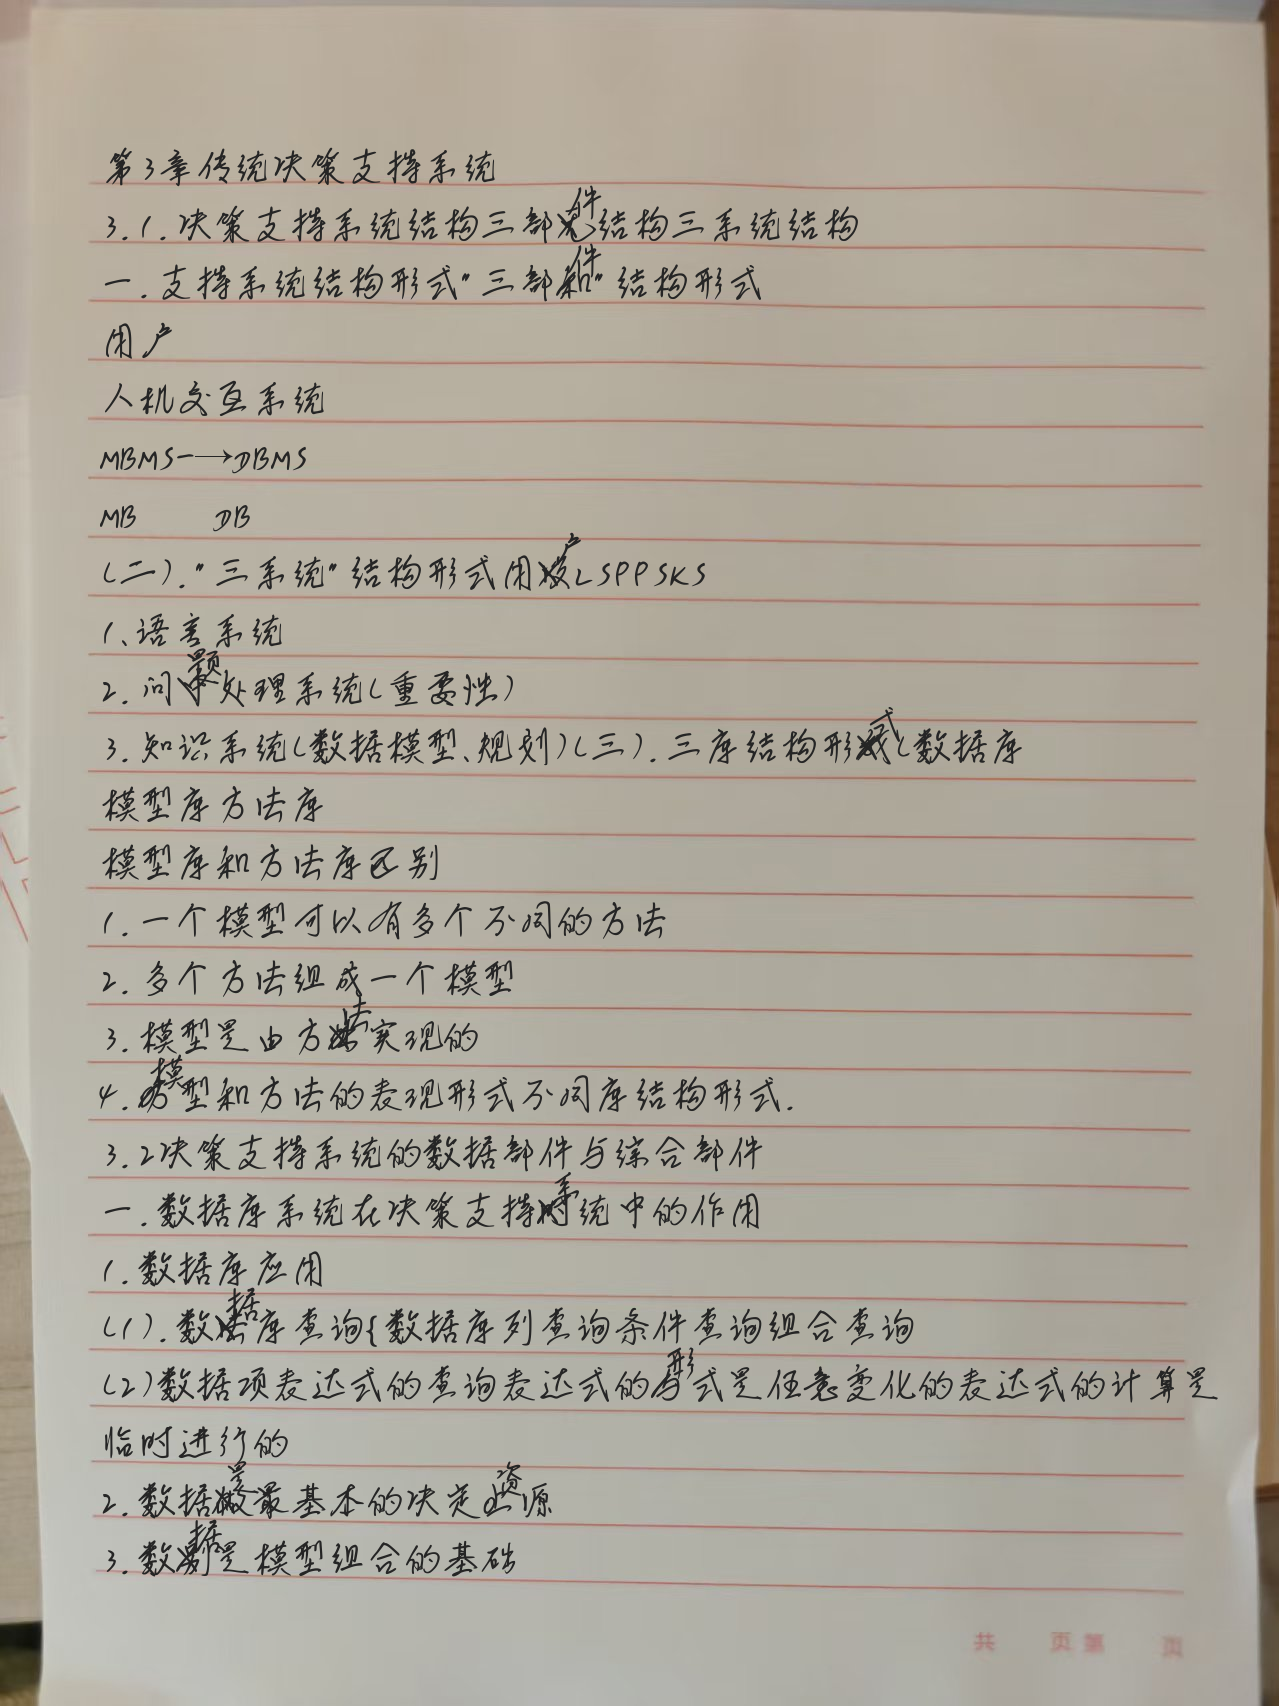 第3章传统决策支持系统
3.1.决策支持系统结构三部件结构三系统结构
一.支持系统结构形式"三部件"结构形式
用户
人机交互系统
MBMS一→DBMS
MB DB
(二)."三系统"结构形式用户LSPPSKS
1、语言系统
2.问题处理系统(重要性)
3.知识系统(数据模型、规划)(三).三库结构形式(数据库
模型库方法库
模型库和方法库区别
1.一个模型可以有多个不同的方法
2.多个方法组成一个模型
3.模型是由方法实现的
4.模型和方法的表现形式不同库结构形式.
3.2决策支持系统的数据部件与综合部件
一.数据库系统在决策支持系统中的作用
1.数据库应用
(1).数据库查询{数据库列查询条件查询组合查询
(2)数据项表达式的查询表达式的形式是任意变化的表达式的计算是
临时进行的
2.数据是最基本的决定资源
3.数据是模型组合的基础
共 页 第 页